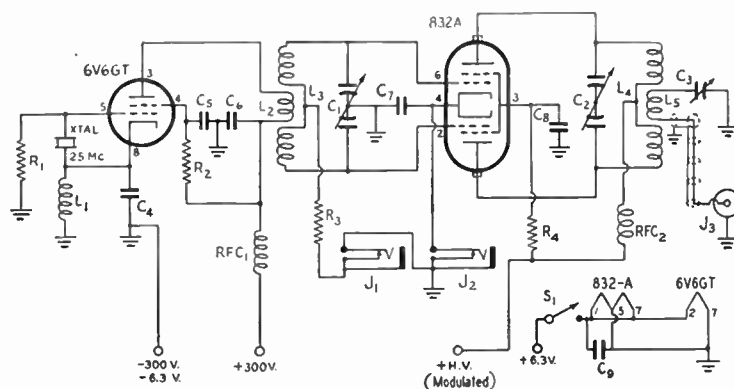 832A
6V6GT
3
4
5
8
XTAL
25 Mc
R1
L1
C4
R2
C5
C6
L2
L3
C1
C7
6
4
2
3
C8
C2
L4
L5
C3
RFC1
R3
J1
J2
R4
RFC2
J3
V
V
-300 V.
-6.3 V.
+300V.
+H.V.
(Modulated)
S1
+6.3V.
832-A
6V6GT
1
5
7
2
7
C9